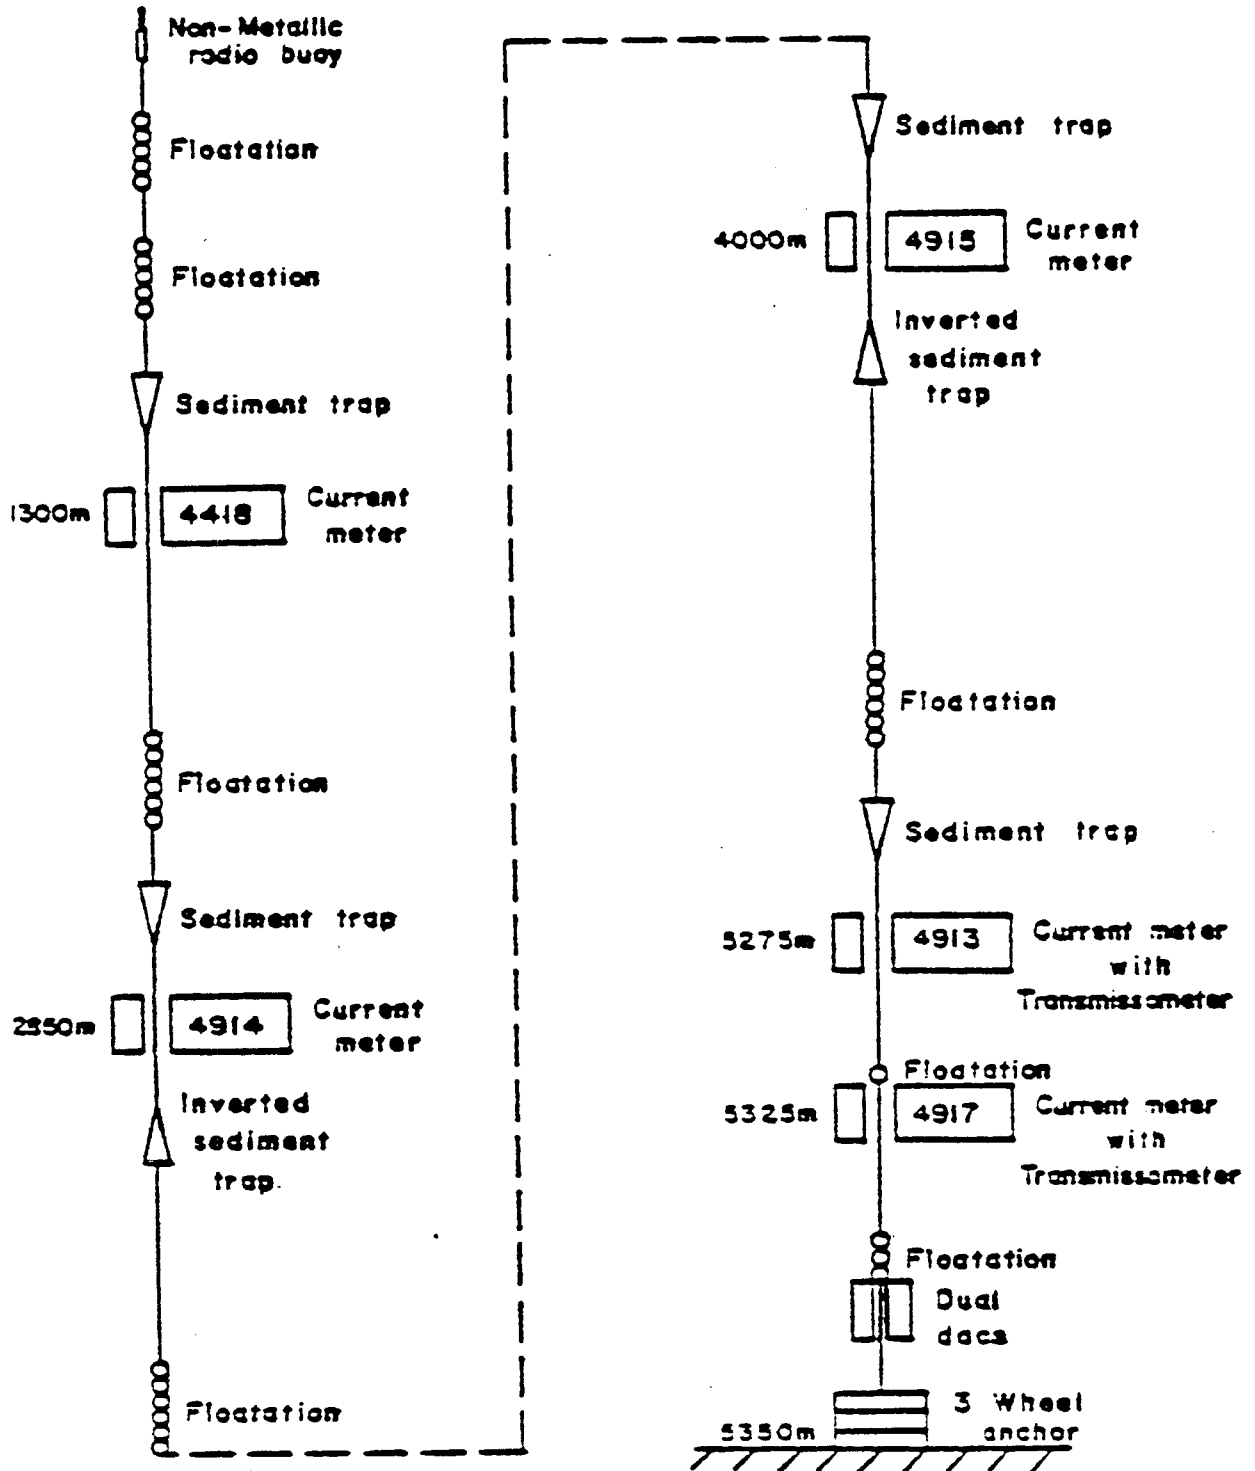 Non-Metallic
radio buoy
Floatation
Floatation
Sediment trap
1300m
4418
Current
meter
Floatation
Sediment trap
4914
Current
meter
Inverted
sediment
trap
Floatation
Sediment trap
4000m
4915
Current
meter
Inverted
sediment
trap
Floatation
Sediment trap
5275m
4913
Current meter
with
Transmissometer
Floatation
5325m
4917
Current meter
with
Transmissometer
Floatation
Dual
dacs
3 Wheel
anchor
5350m